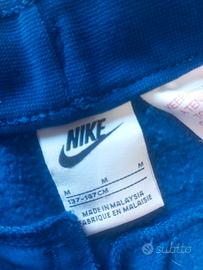 NIKE
M M M
137-147CM
MADE IN MALAYSIA
FABRIQUE EN MALAISIE
subito